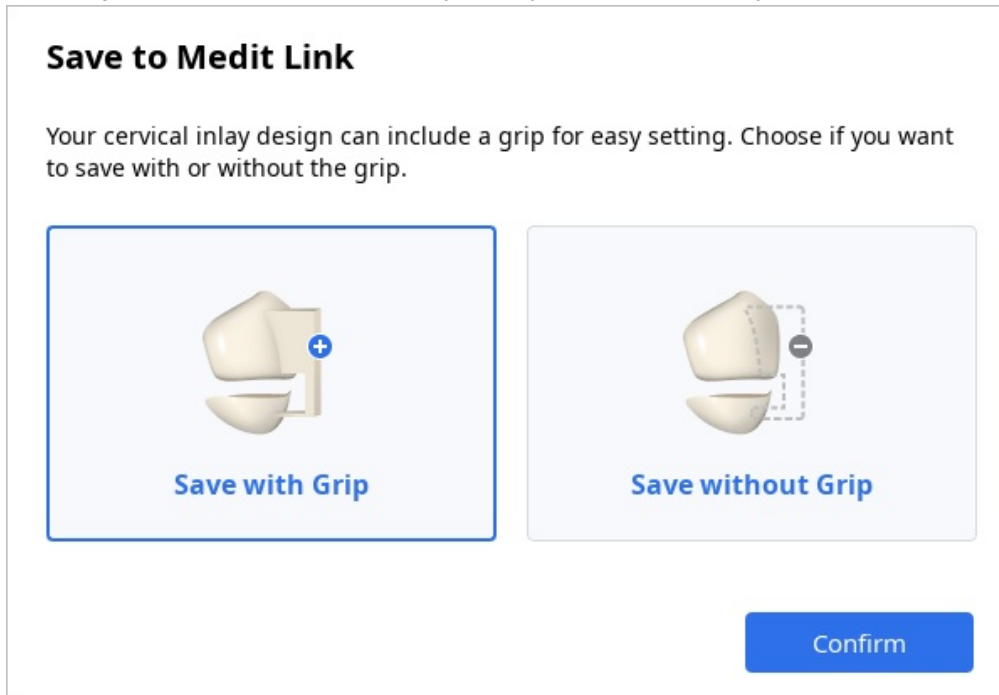 Save to Medit Link
Your cervical inlay design can include a grip for easy setting. Choose if you want
to save with or without the grip.
Save with Grip
Save without Grip
Confirm